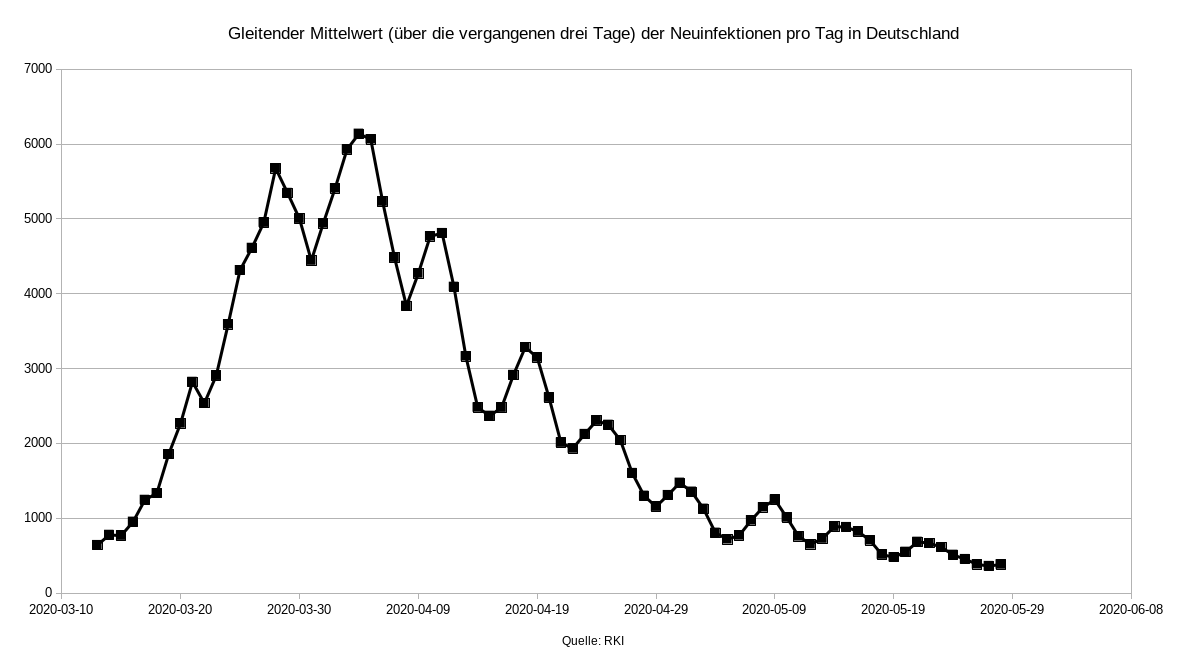 Gleitender Mittelwert (über die vergangenen drei Tage) der Neuinfektionen pro Tag in Deutschland
7000
6000
5000
4000
3000
2000
1000
0
2020-03-10 2020-03-20 2020-03-30 2020-04-09 2020-04-19 2020-04-29 2020-05-09 2020-05-19 2020-05-29 2020-06-08
Quelle: RKI